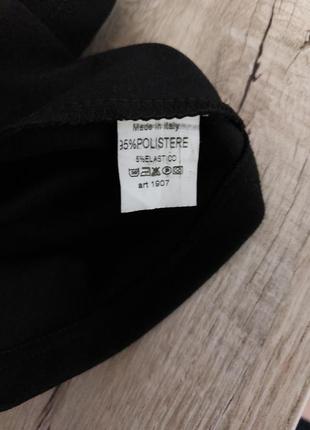 Made in Italy
95%POLISTERE
5%ELASTICO
art 1907